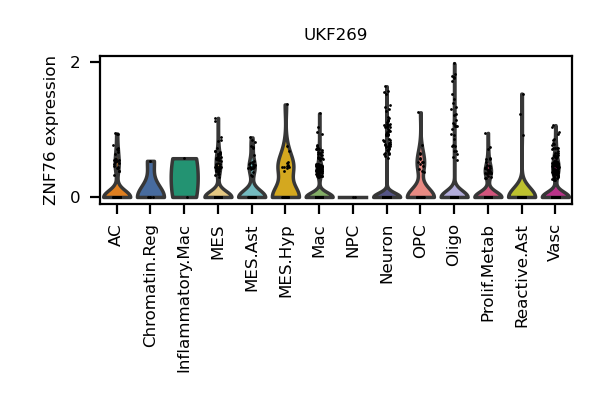 UKF269
ZNF76 expression
2
0
AC
Chromatin.Reg
Inflammatory.Mac
MES
MES.Ast
MES.Hyp
Mac
NPC
Neuron
OPC
Oligo
Prolif.Metab
Reactive.Ast
Vasc